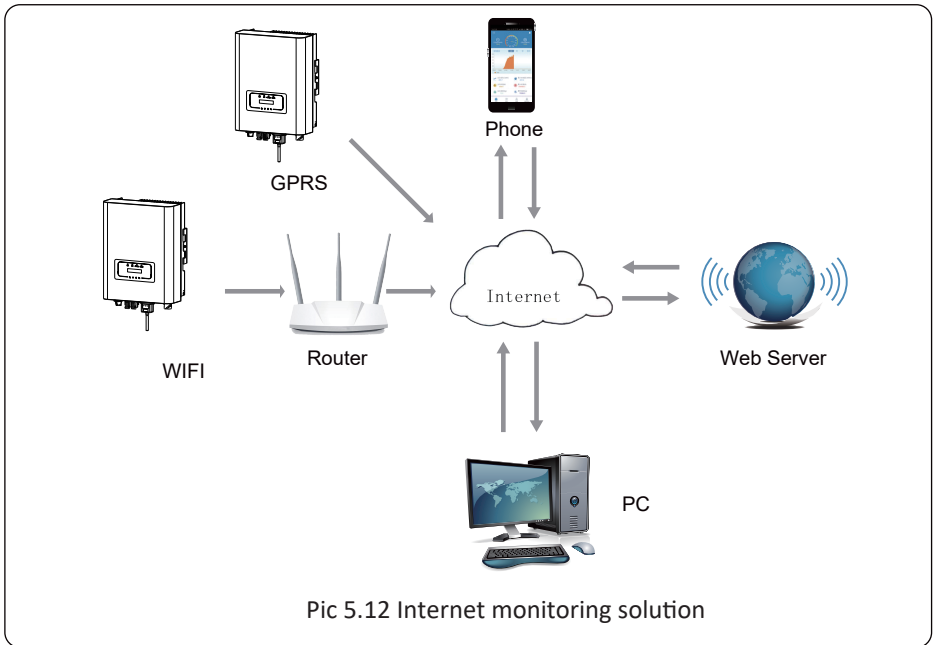 Phone
GPRS
Internet
WIFI
Router
Web Server
PC
Pic 5.12 Internet monitoring solution